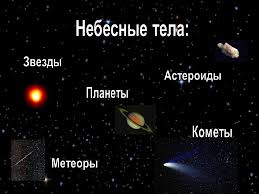 Небесные тела:
Звезды
Астероиды
Планеты
Кометы
Метеоры